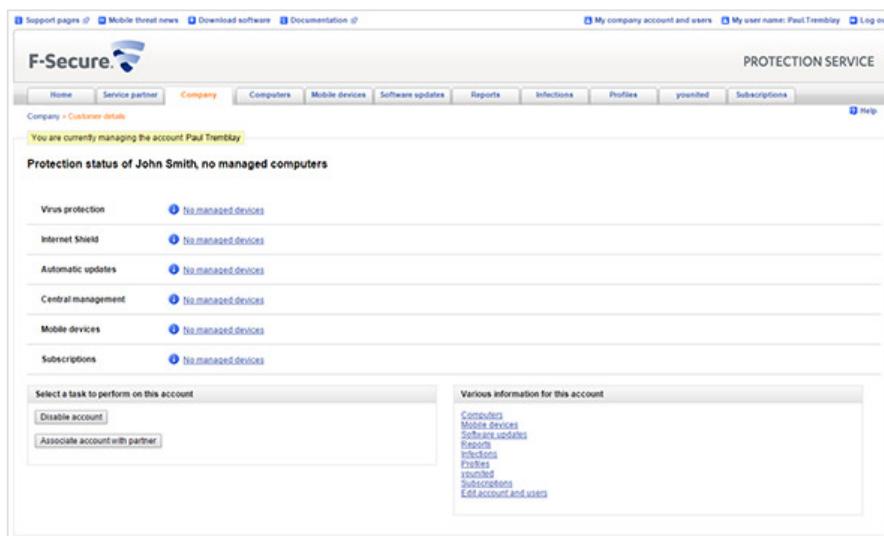 Support pages Mobile threat news Download software Documentation My company account and users My user name: Paul.Tremblay Log ou
F-Secure.
PROTECTION SERVICE
Home Service partner Company Computers Mobile devices Software updates Reports Infections Profiles younited Subscriptions
Company » Customer details Help
You are currently managing the account Paul Tremblay
Protection status of John Smith, no managed computers
Virus protection No managed devices
Internet Shield No managed devices
Automatic updates No managed devices
Central management No managed devices
Mobile devices No managed devices
Subscriptions No managed devices
Select a task to perform on this account
Disable account
Associate account with partner
Various information for this account
Computers
Mobile devices
Software updates
Reports
Infections
Profiles
younited
Subscriptions
Edit account and users